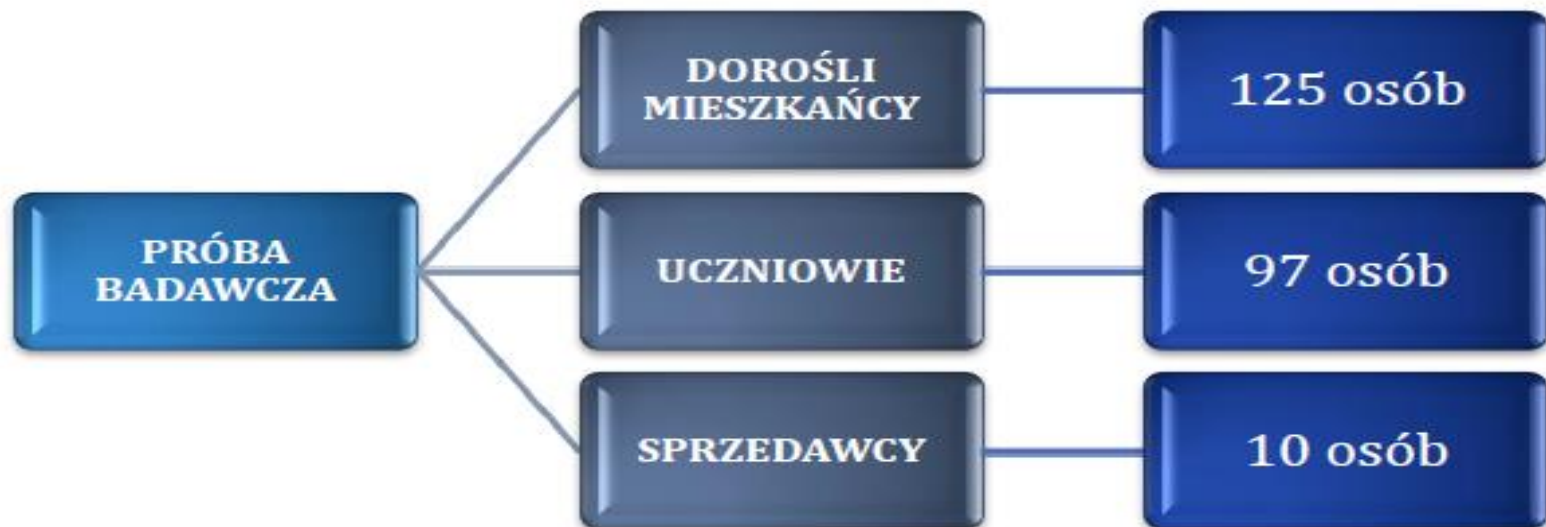 PRÓBA
BADAWCZA
DOROŚLI
MIESZKAŃCY
125 osób
UCZNIOWIE
97 osób
SPRZEDAWCY
10 osób